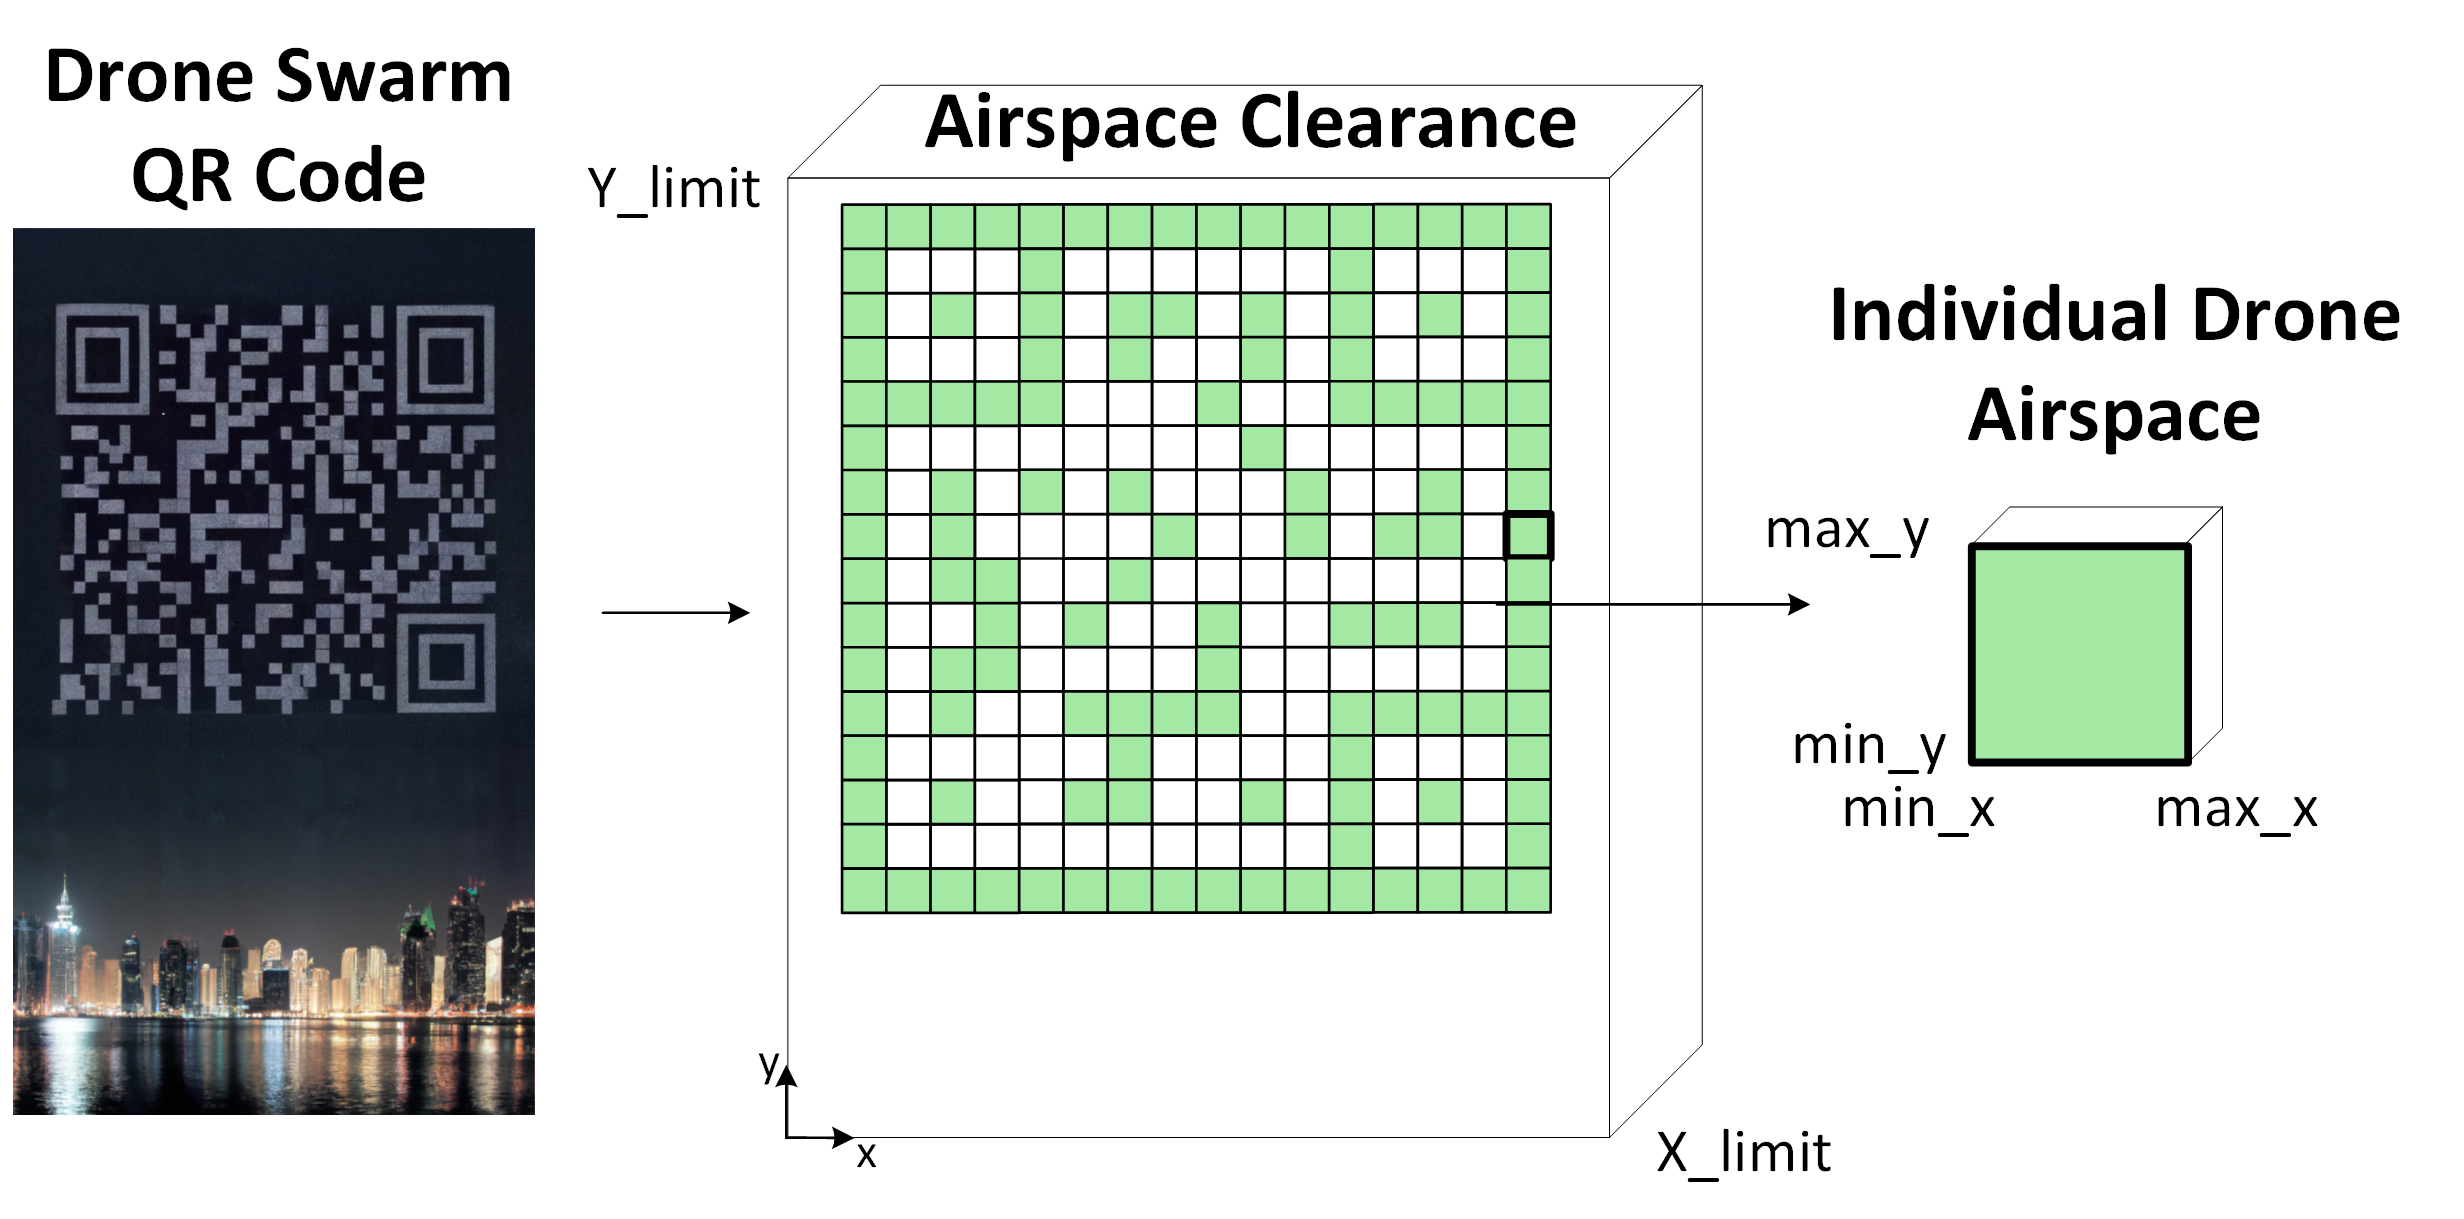 Drone Swarm
QR Code
Airspace Clearance
Y_limit
y
x
X_limit
Individual Drone
Airspace
max_y
min_y
min_x
max_x